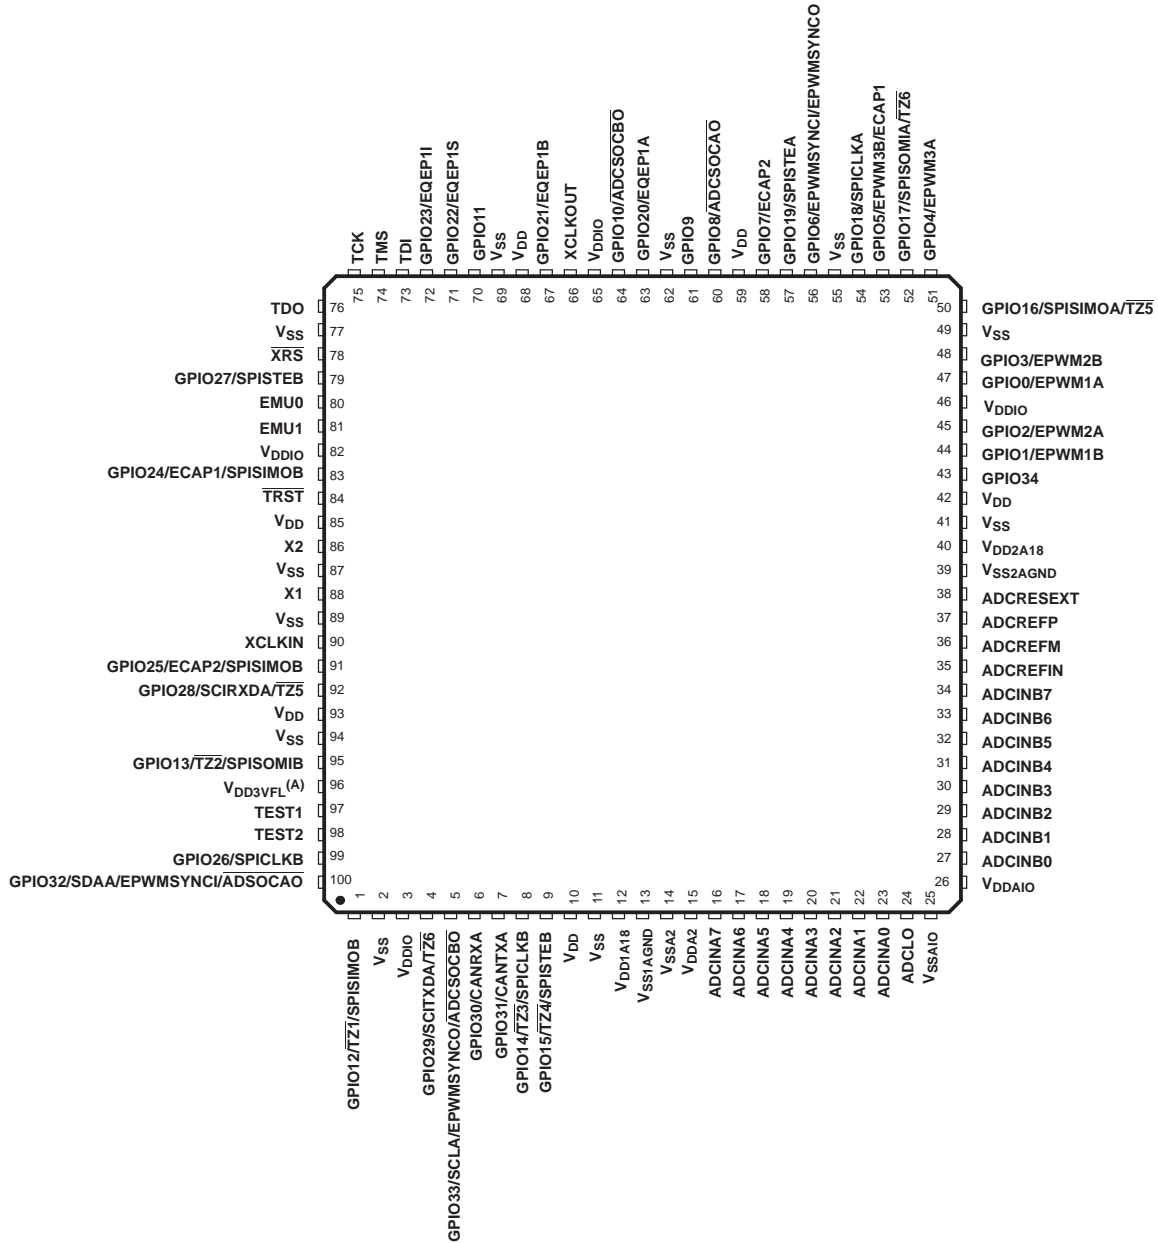 TCK
TMS
TDI
GPIO23/EQEP1I
GPIO22/EQEP1S
GPIO11
VSS
VDD
GPIO21/EQEP1B
XCLKOUT
VDDIO
GPIO10/ADCSOCBO
GPIO20/EQEP1A
VSS
GPIO9
GPIO8/ADCSOCAO
VDD
GPIO7/ECAP2
GPIO19/SPISTEA
GPIO6/EPWMSYNCI/EPWMSYNCO
VSS
GPIO18/SPICLKA
GPIO5/EPWM3B/ECAP1
GPIO17/SPISOMIA/TZ6
GPIO4/EPWM3A
75
74
73
72
71
70
69
68
67
66
65
64
63
62
61
60
59
58
57
56
55
54
53
52
51
TDO 76
VSS 77
XRS 78
GPIO27/SPISTEB 79
EMU0 80
EMU1 81
VDDIO 82
GPIO24/ECAP1/SPISIMOB 83
TRST 84
VDD 85
X2 86
VSS 87
X1 88
VSS 89
XCLKIN 90
GPIO25/ECAP2/SPISIMOB 91
GPIO28/SCIRXDA/TZ5 92
VDD 93
VSS 94
GPIO13/TZ2/SPISOMIB 95
VDD3VFL(A) 96
TEST1 97
TEST2 98
GPIO26/SPICLKB 99
GPIO32/SDAA/EPWMSYNCI/ADSOCAO 100
50 GPIO16/SPISIMOA/TZ5
49 VSS
48 GPIO3/EPWM2B
47 GPIO0/EPWM1A
46 VDDIO
45 GPIO2/EPWM2A
44 GPIO1/EPWM1B
43 GPIO34
42 VDD
41 VSS
40 VDD2A18
39 VSS2AGND
38 ADCRESEXT
37 ADCREFP
36 ADCREFM
35 ADCREFIN
34 ADCINB7
33 ADCINB6
32 ADCINB5
31 ADCINB4
30 ADCINB3
29 ADCINB2
28 ADCINB1
27 ADCINB0
26 VDDAIO
1
2
3
4
5
6
7
8
9
10
11
12
13
14
15
16
17
18
19
20
21
22
23
24
25
GPIO12/TZ1/SPISIMOB
VSS
VDDIO
GPIO29/SCITXDA/TZ6
GPIO33/SCLA/EPWMSYNCO/ADCSOCBO
GPIO30/CANRXA
GPIO31/CANTXA
GPIO14/TZ3/SPICLKB
GPIO15/TZ4/SPISTEB
VDD
VSS
VDD1A18
VSS1AGND
VSSA2
VDDA2
ADCINA7
ADCINA6
ADCINA5
ADCINA4
ADCINA3
ADCINA2
ADCINA1
ADCINA0
ADCLO
VSSAIO